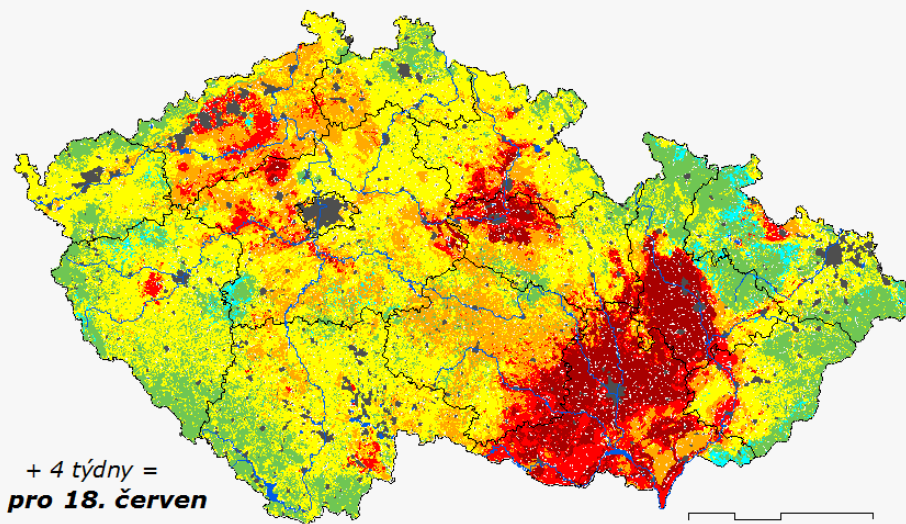 + 4 týdny =
pro 18. červen